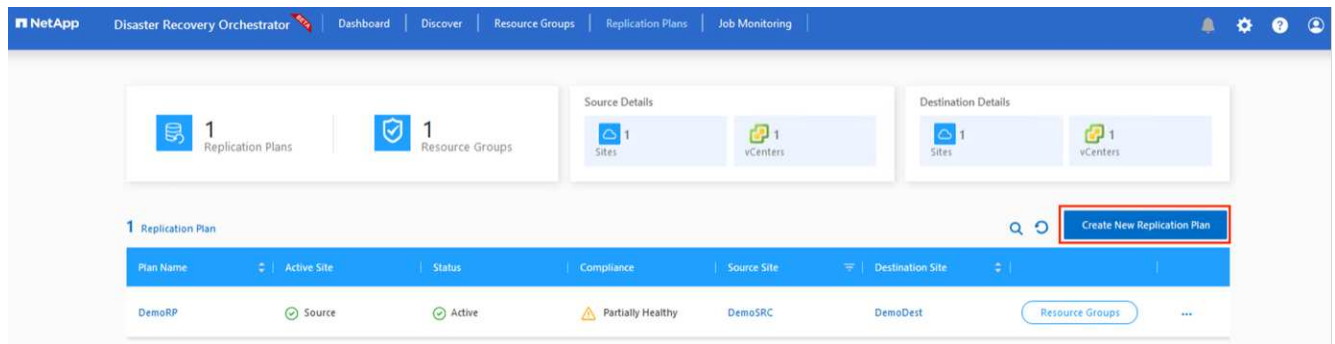 NetApp Disaster Recovery Orchestrator Dashboard Discover Resource Groups Replication Plans Job Monitoring
Source Details
Destination Details
1
Replication Plans
1
Resource Groups
1
Sites
1
vCenters
1
Sites
1
vCenters
1 Replication Plan
Create New Replication Plan
Plan Name Active Site Status Compliance Source Site Destination Site
DemoRP Source Active Partially Healthy DemoSRC DemoDest Resource Groups ...